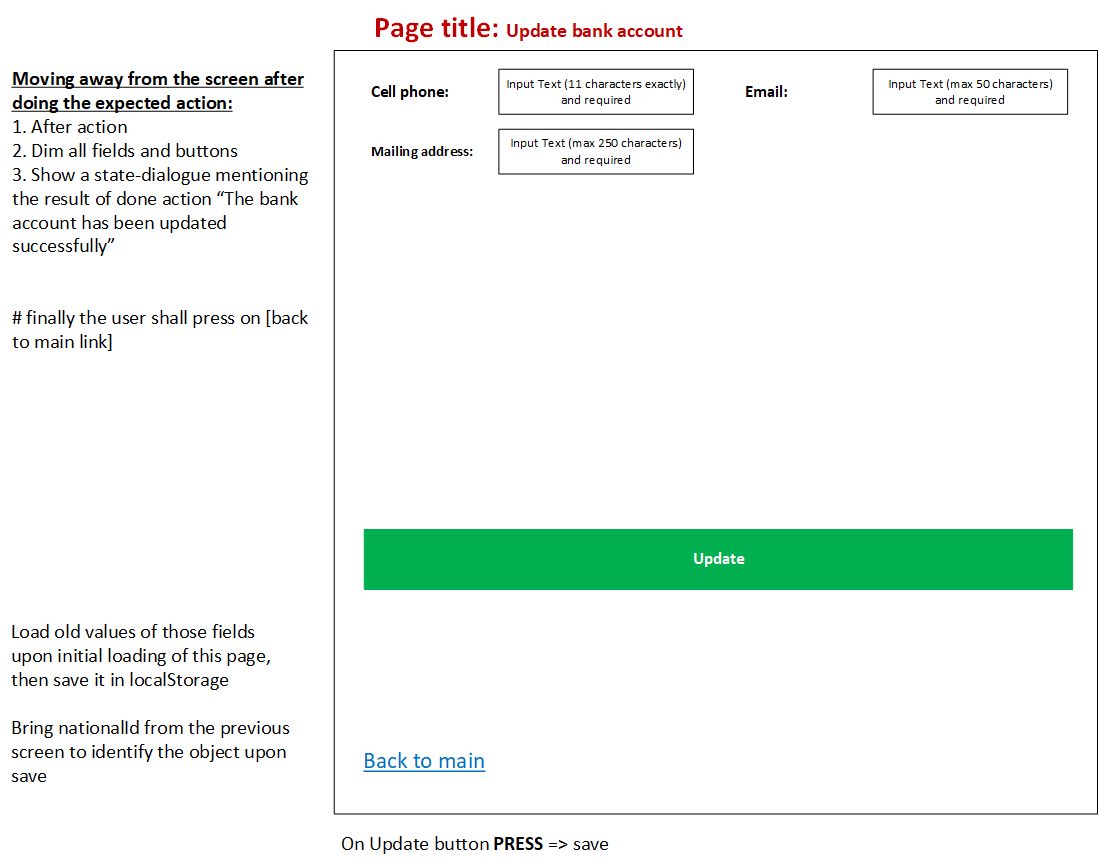 Page title: Update bank account
Moving away from the screen after
doing the expected action:
1. After action
2. Dim all fields and buttons
3. Show a state-dialogue mentioning
the result of done action “The bank
account has been updated
successfully”
# finally the user shall press on [back
to main link]
Load old values of those fields
upon initial loading of this page,
then save it in localStorage
Bring nationalId from the previous
screen to identify the object upon
save
Cell phone:
Input Text (11 characters exactly)
and required
Email:
Input Text (max 50 characters)
and required
Mailing address:
Input Text (max 250 characters)
and required
Update
Back to main
On Update button PRESS => save